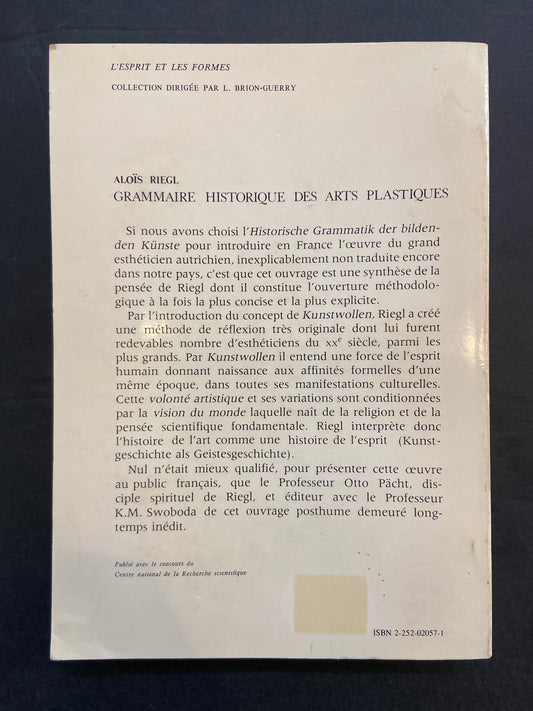 L'ESPRIT ET LES FORMES
COLLECTION DIRIGÉE PAR L. BRION-GUERRY
ALOÏS RIEGL
GRAMMAIRE HISTORIQUE DES ARTS PLASTIQUES
Si nous avons choisi l'Historische Grammatik der bilden-
den Künste pour introduire en France l'œuvre du grand
esthéticien autrichien, inexplicablement non traduite encore
dans notre pays, c'est que cet ouvrage est une synthèse de la
pensée de Riegl dont il constitue l'ouverture méthodolo-
gique à la fois la plus concise et la plus explicite.
Par l'introduction du concept de Kunstwollen, Riegl a créé
une méthode de réflexion très originale dont lui furent
redevables nombre d'esthéticiens du XXe siècle, parmi les
plus grands. Par Kunstwollen il entend une force de l'esprit
humain donnant naissance aux affinités formelles d'une
même époque, dans toutes ses manifestations culturelles.
Cette volonté artistique et ses variations sont conditionnées
par la vision du monde laquelle naît de la religion et de la
pensée scientifique fondamentale. Riegl interprète donc
l'histoire de l'art comme une histoire de l'esprit (Kunst-
geschichte als Geistesgeschichte).
Nul n'était mieux qualifié, pour présenter cette œuvre
au public français, que le Professeur Otto Pächt, dis-
ciple spirituel de Riegl, et éditeur avec le Professeur
K.M. Swoboda de cet ouvrage posthume demeuré long-
temps inédit.
Publié avec le concours du
Centre national de la Recherche scientifique
ISBN 2-252-02057-1